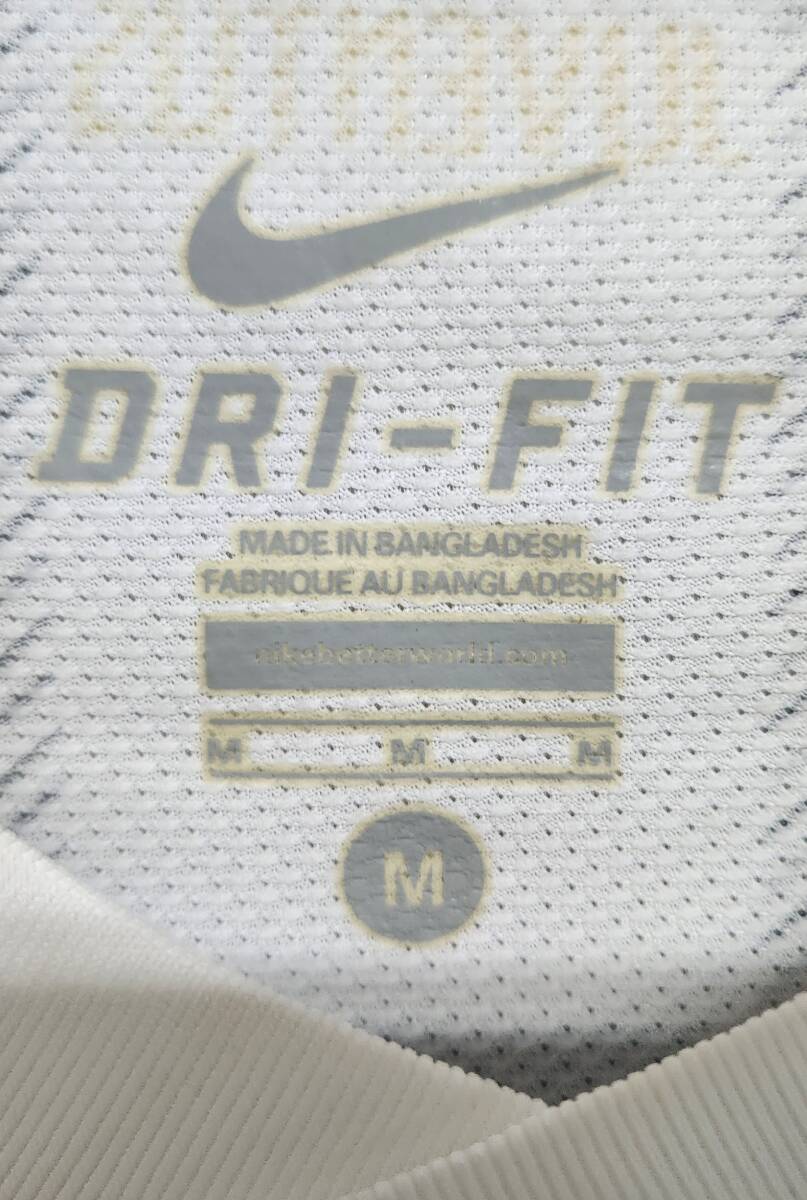 DRI-FIT
MADE IN BANGLADESH
FABRIQUE AU BANGLADESH
nikebetterworld.com
M M M
M